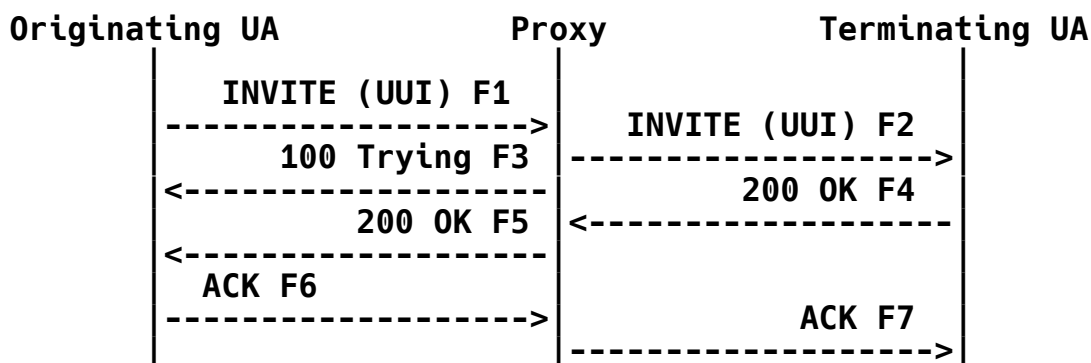 Originating UA Proxy Terminating UA
INVITE (UUI) F1
INVITE (UUI) F2
100 Trying F3
200 OK F4
200 OK F5
ACK F6
ACK F7